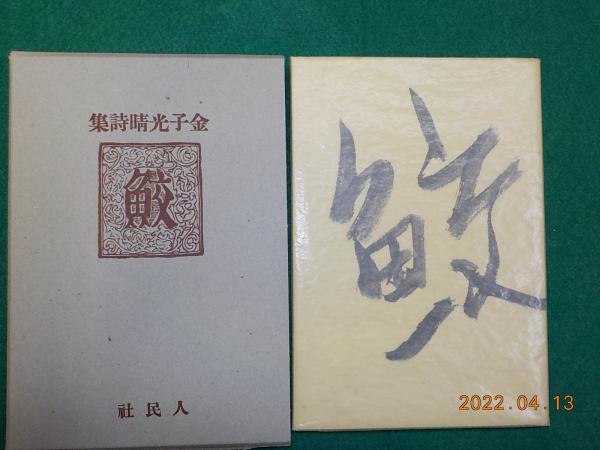 集詩晴光子金
鮫
社民人
鮫
2022.04.13